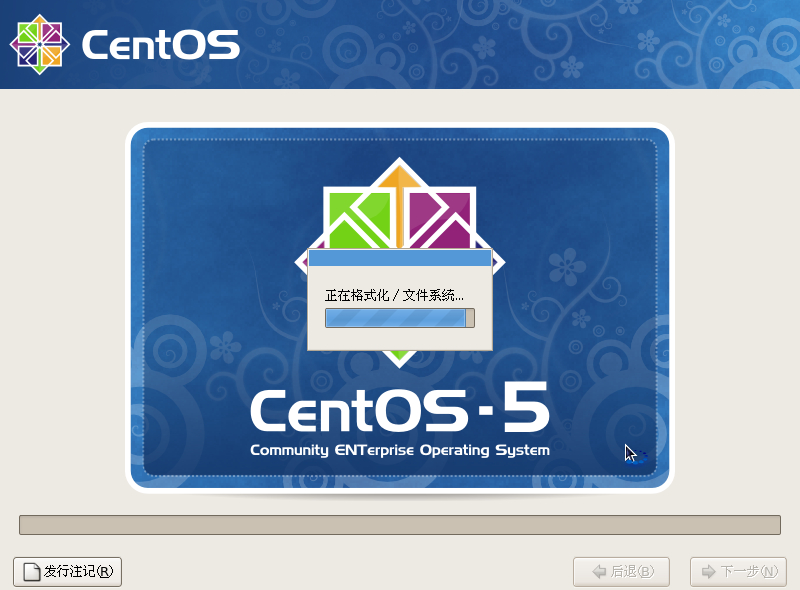 CentOS
正在格式化 / 文件系统...
CentOS-5
Community ENTerprise Operating System
发行注记(R)
后退(B)
下一步(N)